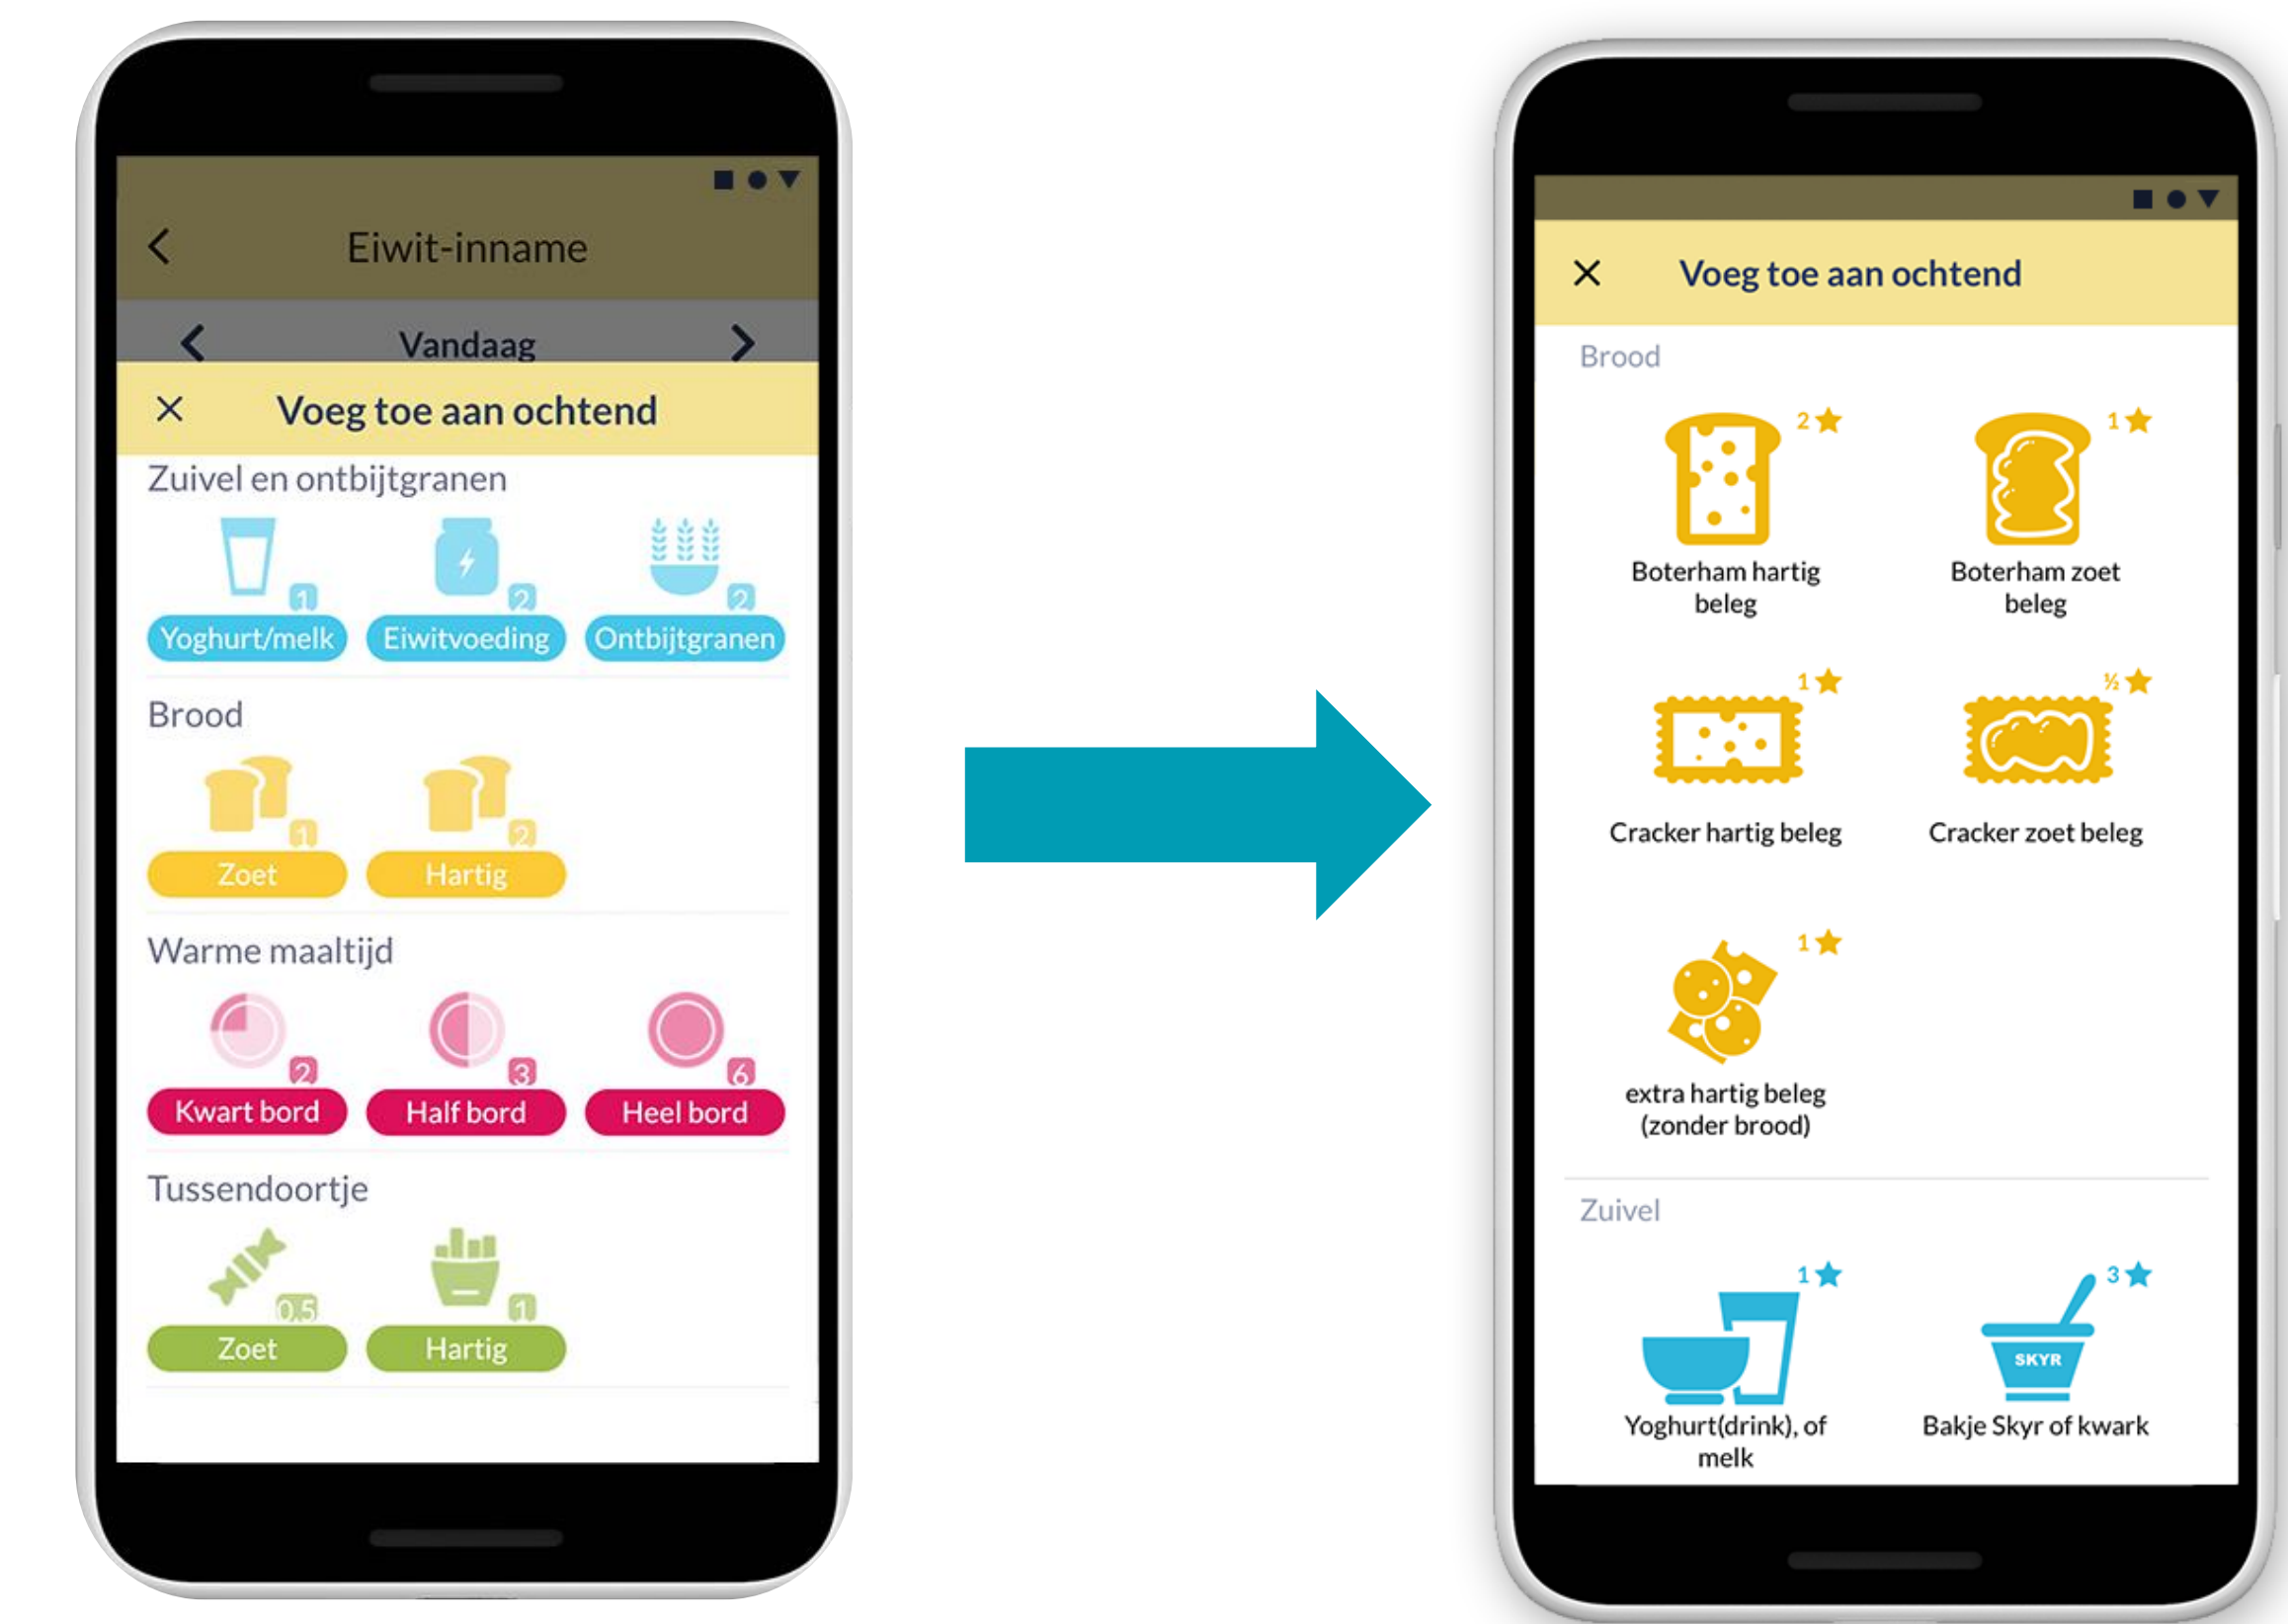 Eiwit-inname
Vandaag
Voeg toe aan ochtend
Zuivel en ontbijtgranen
1 2 2
Yoghurt/melk Eiwitvoeding Ontbijtgranen
Brood
1 2
Zoet Hartig
Warme maaltijd
2 3 6
Kwart bord Half bord Heel bord
Tussendoortje
0,5 1
Zoet Hartig
Voeg toe aan ochtend
Brood
2 1
Boterham hartig
beleg
Boterham zoet
beleg
1 ½
Cracker hartig beleg Cracker zoet beleg
1
extra hartig beleg
(zonder brood)
Zuivel
1 3
SKYR
Yoghurt(drink), of
melk
Bakje Skyr of kwark